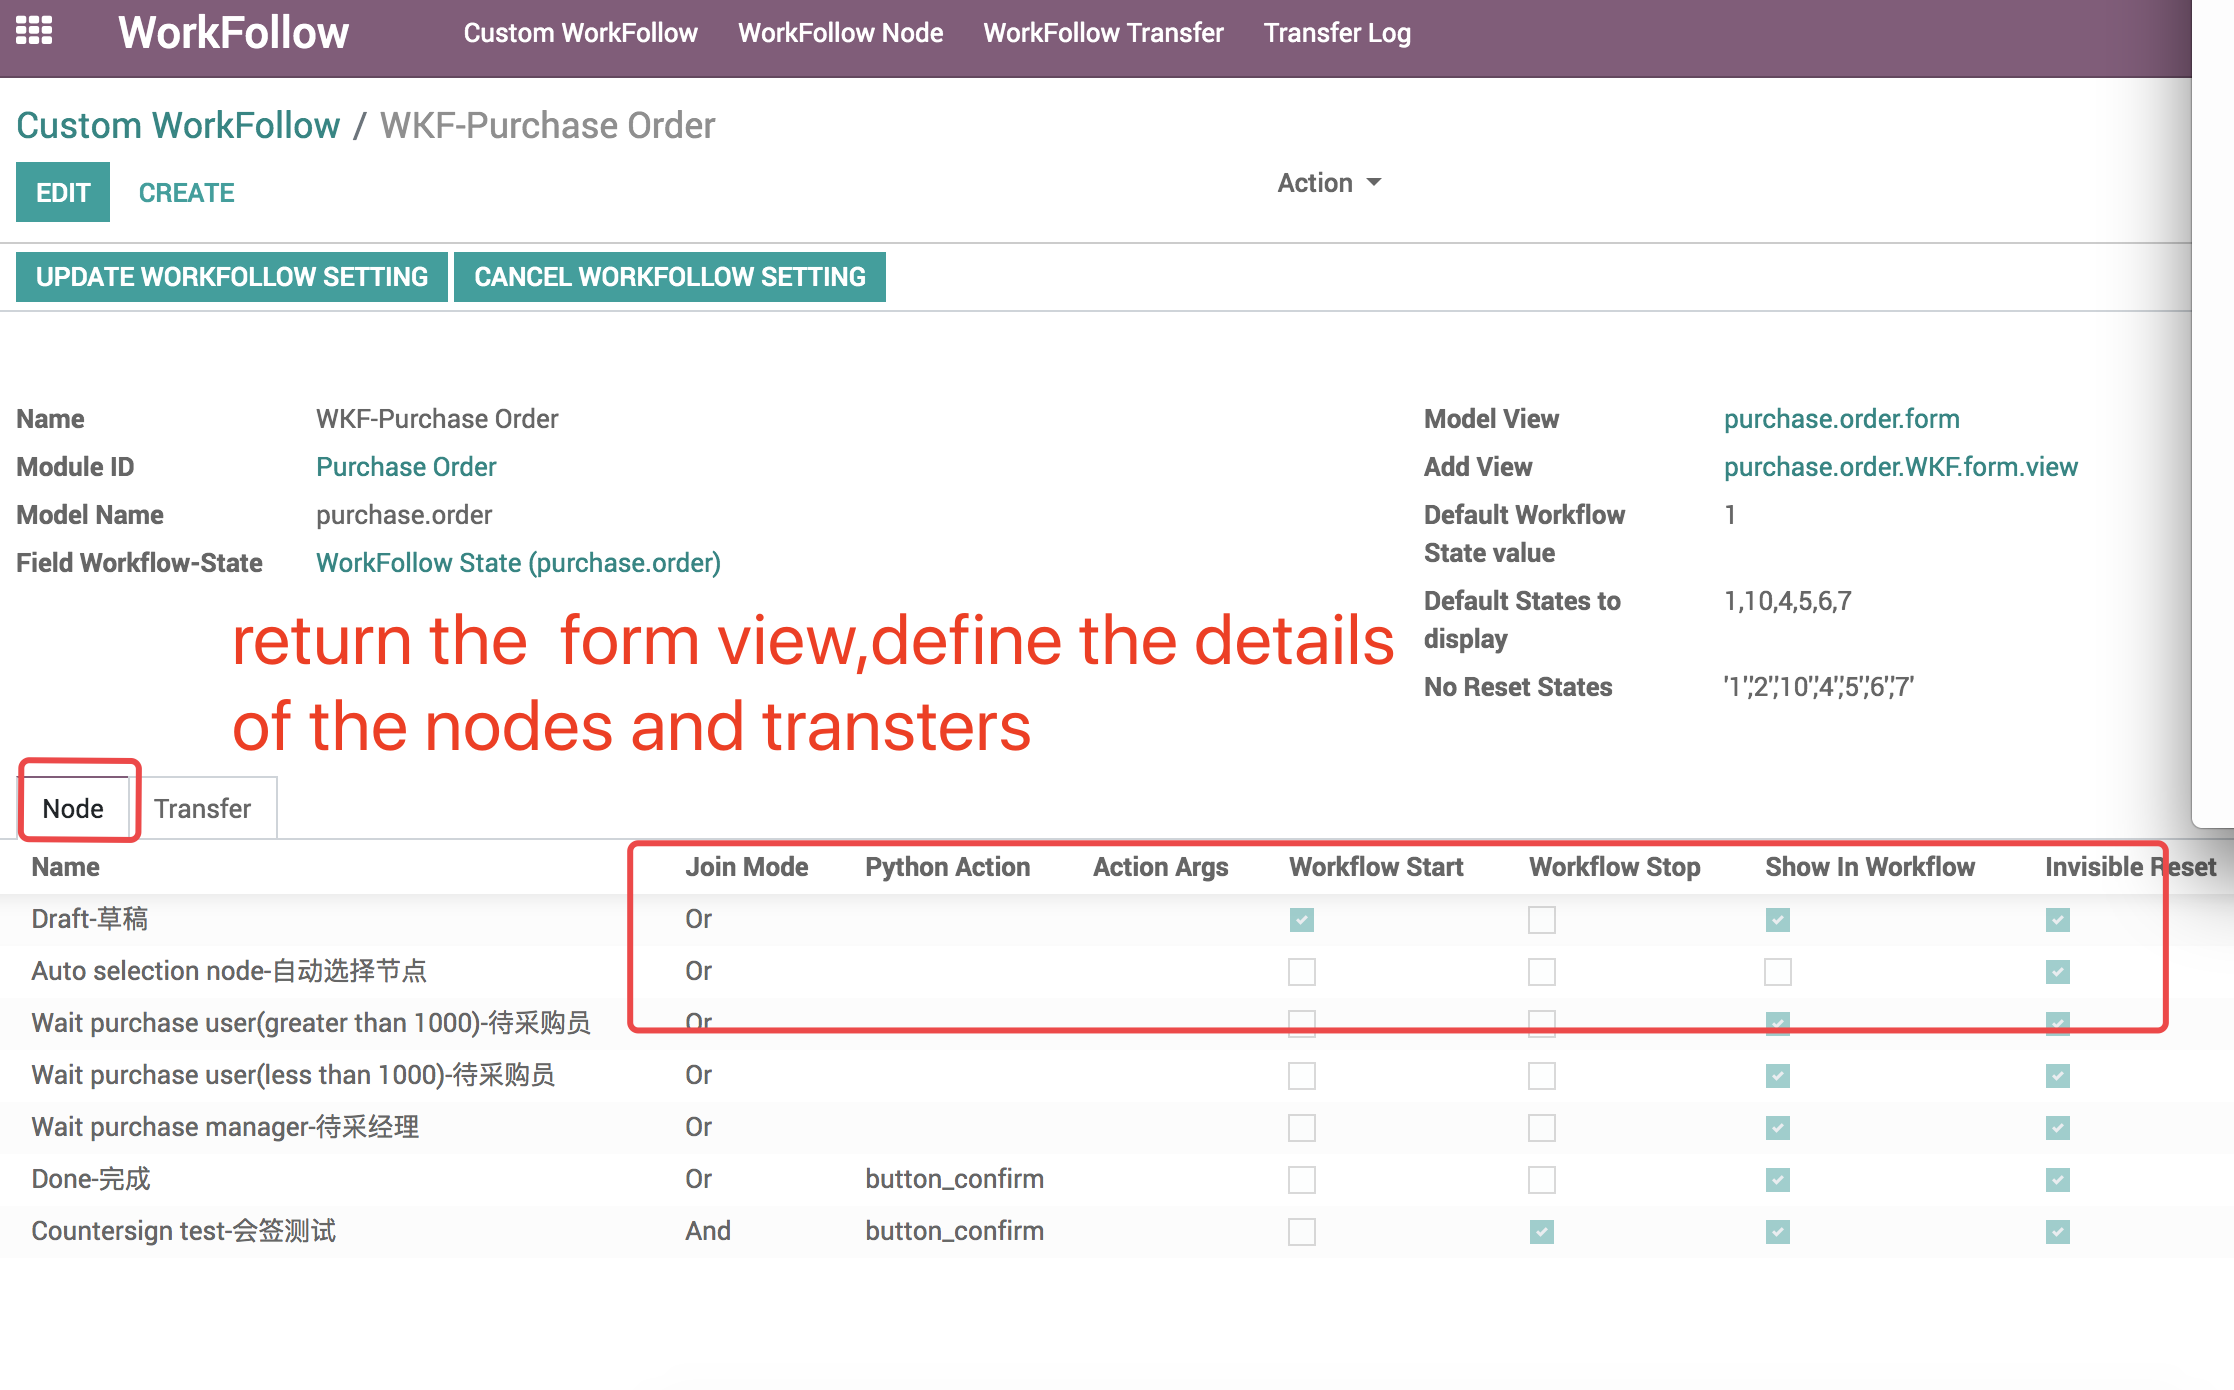 WorkFollow Custom WorkFollow WorkFollow Node WorkFollow Transfer Transfer Log
Custom WorkFollow / WKF-Purchase Order
EDIT CREATE Action
UPDATE WORKFOLLOW SETTING CANCEL WORKFOLLOW SETTING
Name WKF-Purchase Order
Module ID Purchase Order
Model Name purchase.order
Field Workflow-State WorkFollow State (purchase.order)
Model View purchase.order.form
Add View purchase.order.WKF.form.view
Default Workflow 1
State value
Default States to 1,10,4,5,6,7
display
No Reset States '1','2','10','4','5','6','7'
return the form view,define the details
of the nodes and transters
Node Transfer
Name Join Mode Python Action Action Args Workflow Start Workflow Stop Show In Workflow Invisible Reset
Draft-草稿 Or
Auto selection node-自动选择节点 Or
Wait purchase user(greater than 1000)-待采购员 Or
Wait purchase user(less than 1000)-待采购员 Or
Wait purchase manager-待采经理 Or
Done-完成 Or button_confirm
Countersign test-会签测试 And button_confirm